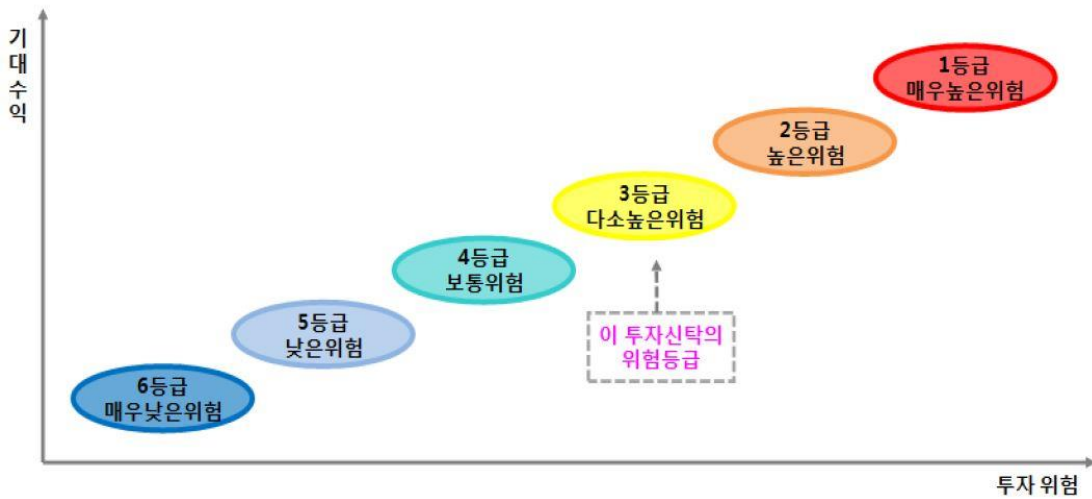 기대수익
1등급
매우높은위험
2등급
높은위험
3등급
다소높은위험
4등급
보통위험
이 투자신탁의
위험등급
5등급
낮은위험
6등급
매우낮은위험
투자 위험